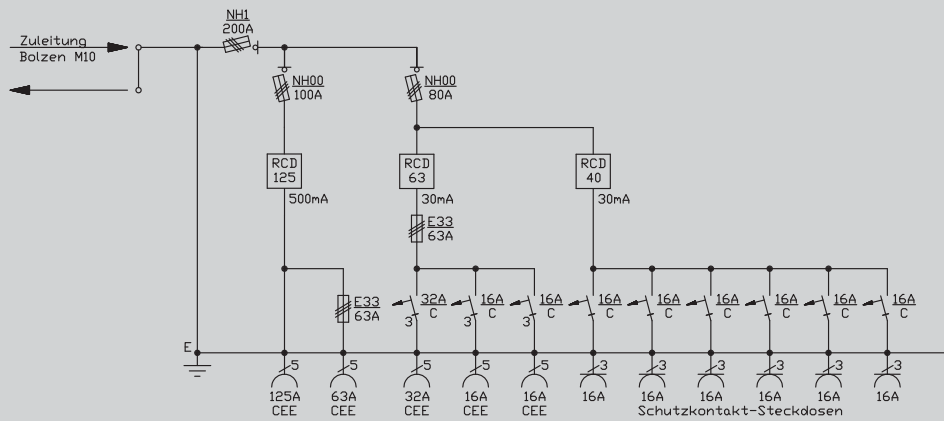 NH1
200A
Zuleitung
Bolzen M10
NH00
100A
NH00
80A
RCD
125
500mA
RCD
63
30mA
RCD
40
30mA
E33
63A
E33
63A
32A
C
3
16A
C
3
16A
C
3
16A
C
16A
C
16A
C
16A
C
16A
C
16A
C
E
5
5
5
5
5
3
3
3
3
3
3
125A
CEE
63A
CEE
32A
CEE
16A
CEE
16A
CEE
16A
16A
16A
16A
16A
16A
Schutzkontakt-Steckdosen